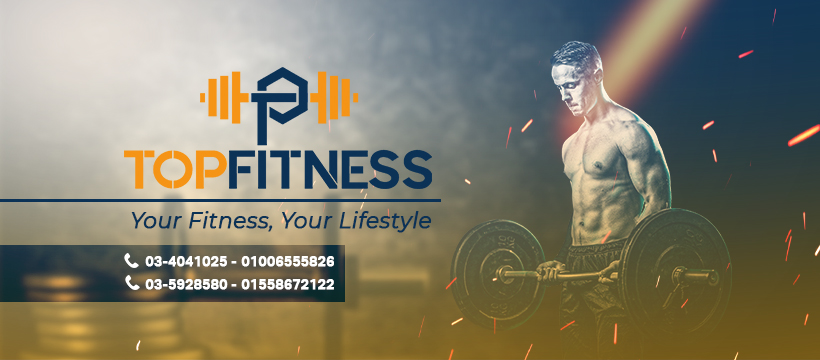 TOPFITNESS
Your Fitness, Your Lifestyle
03-4041025 - 01006555826
03-5928580 - 01558672122